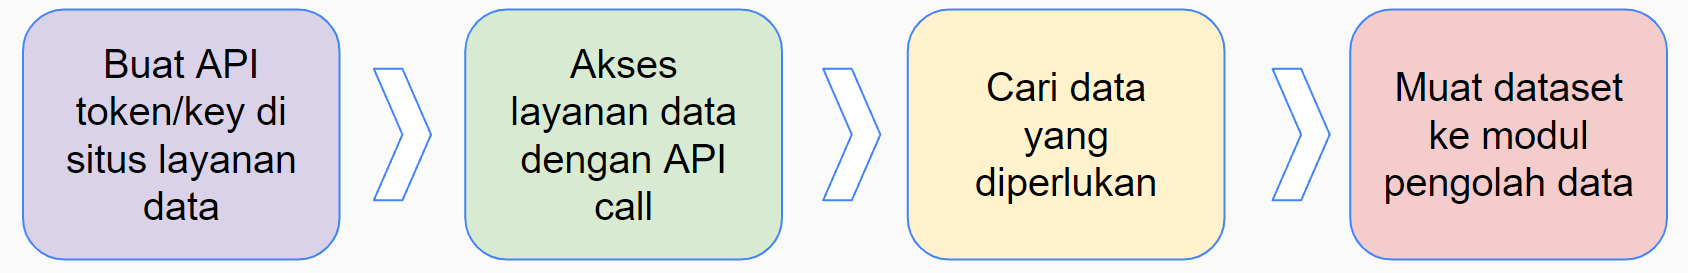 Buat API
token/key di
situs layanan
data
Akses
layanan data
dengan API
call
Cari data
yang
diperlukan
Muat dataset
ke modul
pengolah data